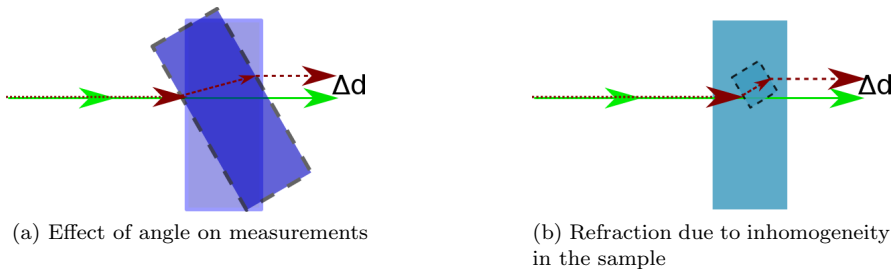 Δd
Δd
(a) Effect of angle on measurements
(b) Refraction due to inhomogeneity
in the sample